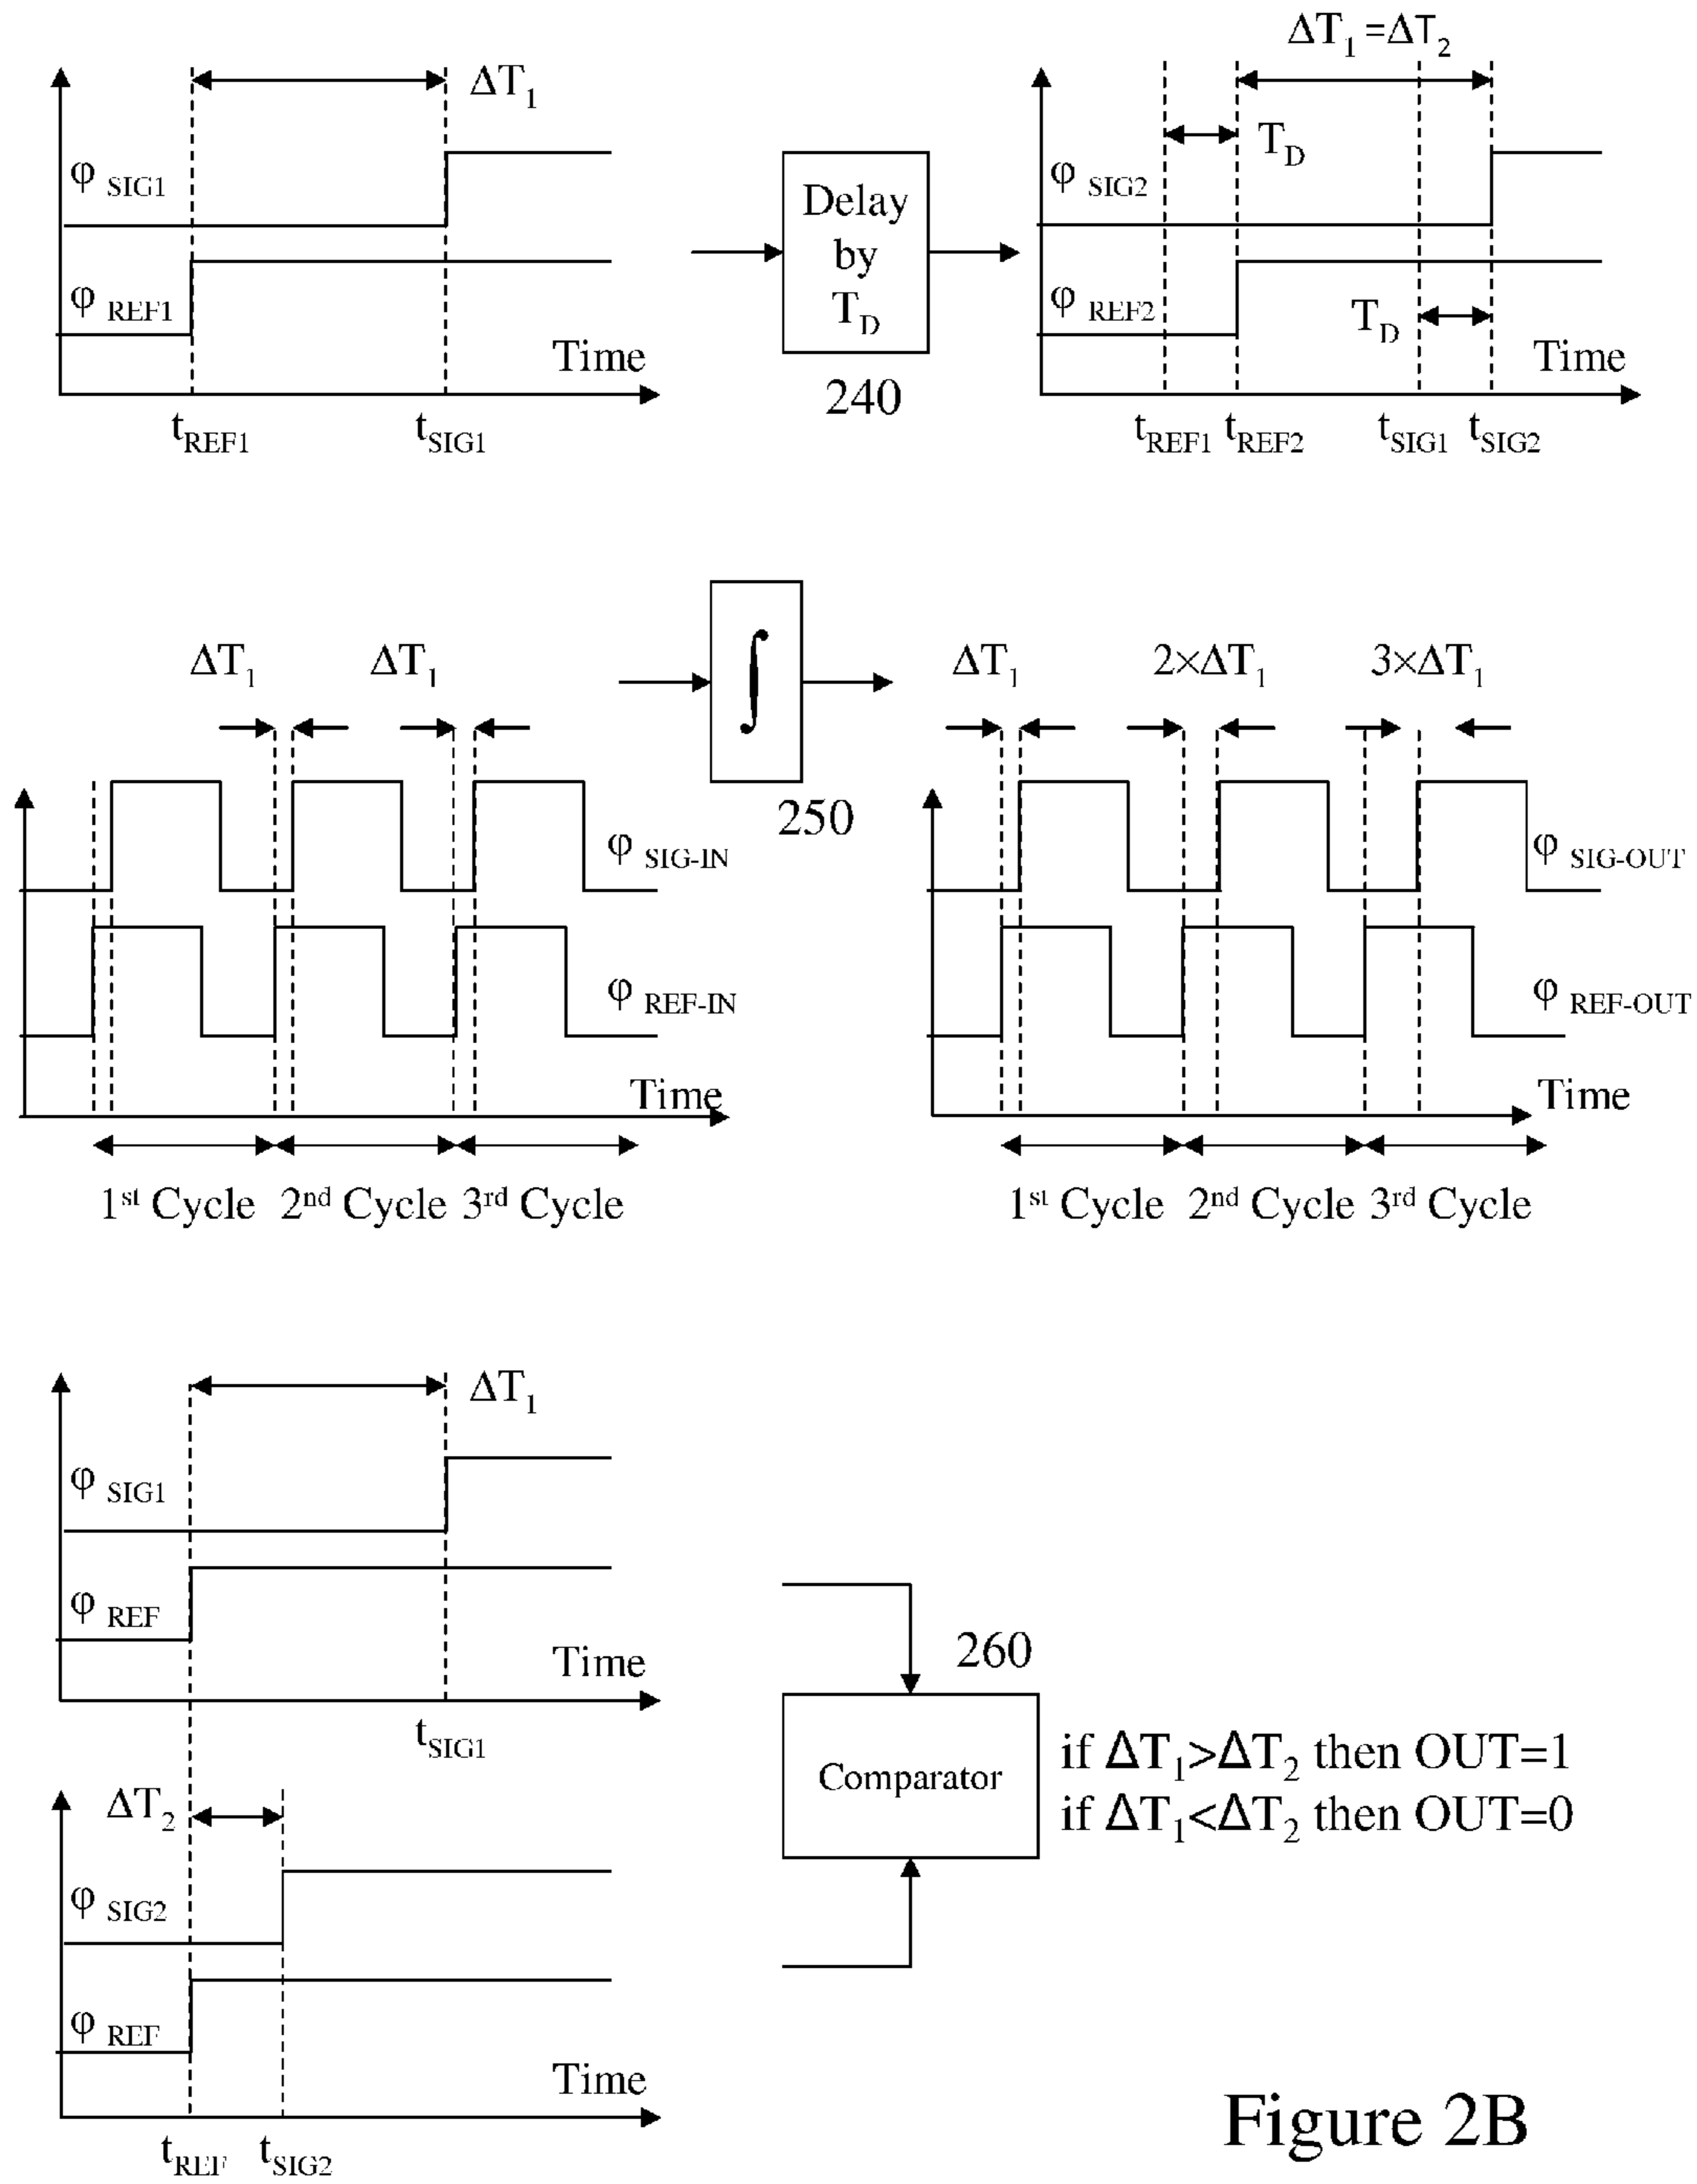 ΔT1
φ SIG1
φ REF1
Time
tREF1
tSIG1
Delay
by
TD
240
ΔT1=ΔT2
TD
φ SIG2
φ REF2
TD
Time
tREF1 tREF2
tSIG1 tSIG2
ΔT1
ΔT1
φ SIG-IN
φ REF-IN
Time
1st Cycle 2nd Cycle 3rd Cycle
∫
250
ΔT1
2×ΔT1
3×ΔT1
φ SIG-OUT
φ REF-OUT
Time
1st Cycle 2nd Cycle 3rd Cycle
ΔT1
φ SIG1
φ REF
Time
tSIG1
ΔT2
φ SIG2
φ REF
Time
tREF tSIG2
260
Comparator
if ΔT1>ΔT2 then OUT=1
if ΔT1<ΔT2 then OUT=0
Figure 2B